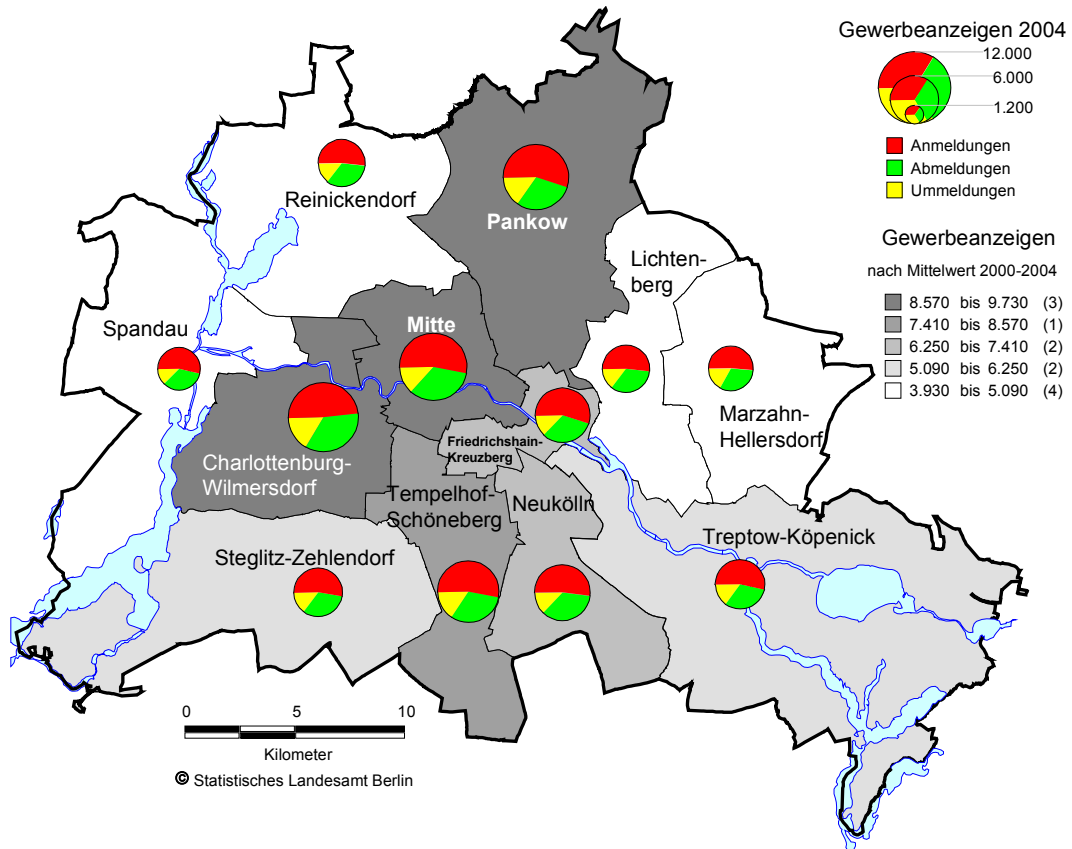 Gewerbeanzeigen 2004
12.000
6.000
1.200
Anmeldungen
Abmeldungen
Ummeldungen
Gewerbeanzeigen
nach Mittelwert 2000-2004
8.570 bis 9.730 (3)
7.410 bis 8.570 (1)
6.250 bis 7.410 (2)
5.090 bis 6.250 (2)
3.930 bis 5.090 (4)
Reinickendorf
Pankow
Lichten-
berg
Spandau
Mitte
Marzahn-
Hellersdorf
Friedrichshain-
Kreuzberg
Charlottenburg-
Wilmersdorf
Tempelhof-
Schöneberg
Neukölln
Treptow-Köpenick
Steglitz-Zehlendorf
0 5 10
Kilometer
© Statistisches Landesamt Berlin